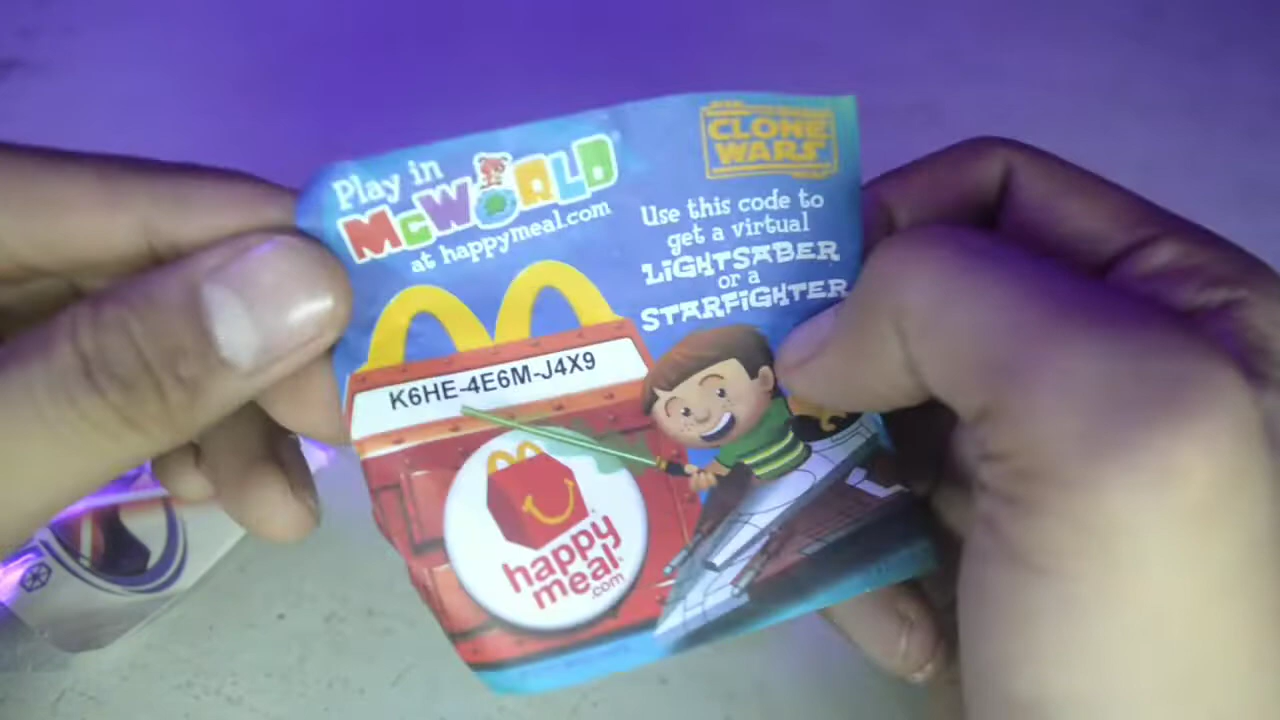 Play in
McWORLD
at happymeal.com
CLONE
WARS
Use this code to
get a virtual
LIGHTSABER
or a
STARFIGHTER
K6HE-4E6M-J4X9
happy
meal
.com